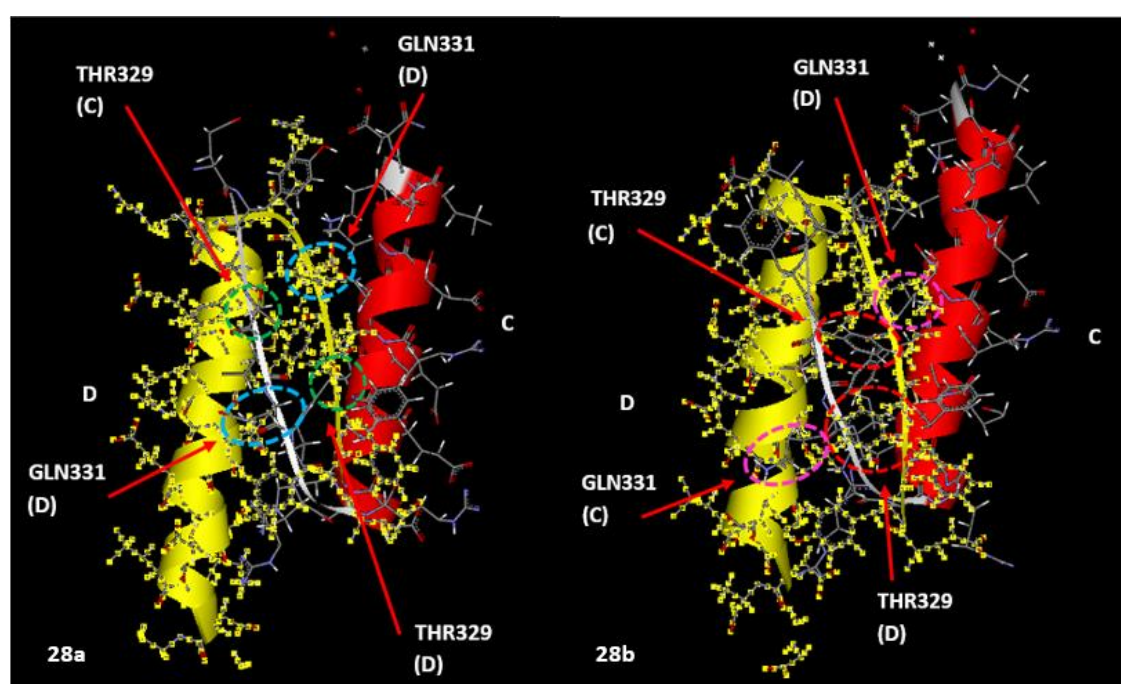 GLN331
(D)
THR329
(C)
C
D
GLN331
(D)
THR329
(D)
28a
GLN331
(D)
THR329
(C)
C
D
GLN331
(C)
THR329
(D)
28b